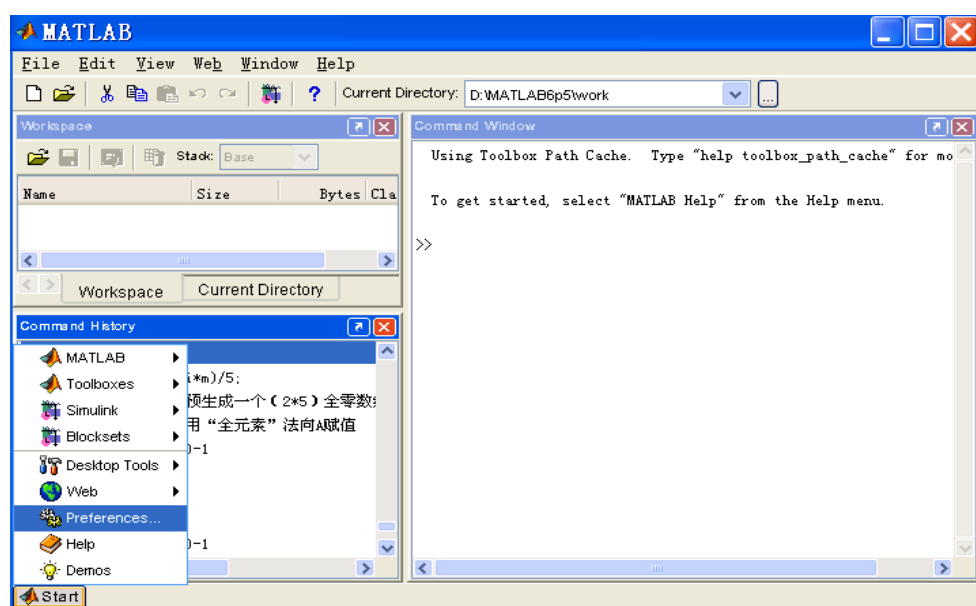 MATLAB
File Edit View Web Window Help
Current Directory: D:\MATLAB6p5\work ...
Workspace
Stack: Base
Name Size Bytes Cla
Workspace Current Directory
Command History
i*m)/5;
预生成一个(2*5)全零数
用“全元素”法向A赋值
0-1
0-1
MATLAB
Toolboxes
Simulink
Blocksets
Desktop Tools
Web
Preferences...
Help
Demos
Start
Command Window
Using Toolbox Path Cache. Type "help toolbox_path_cache" for mo
To get started, select "MATLAB Help" from the Help menu.
>>